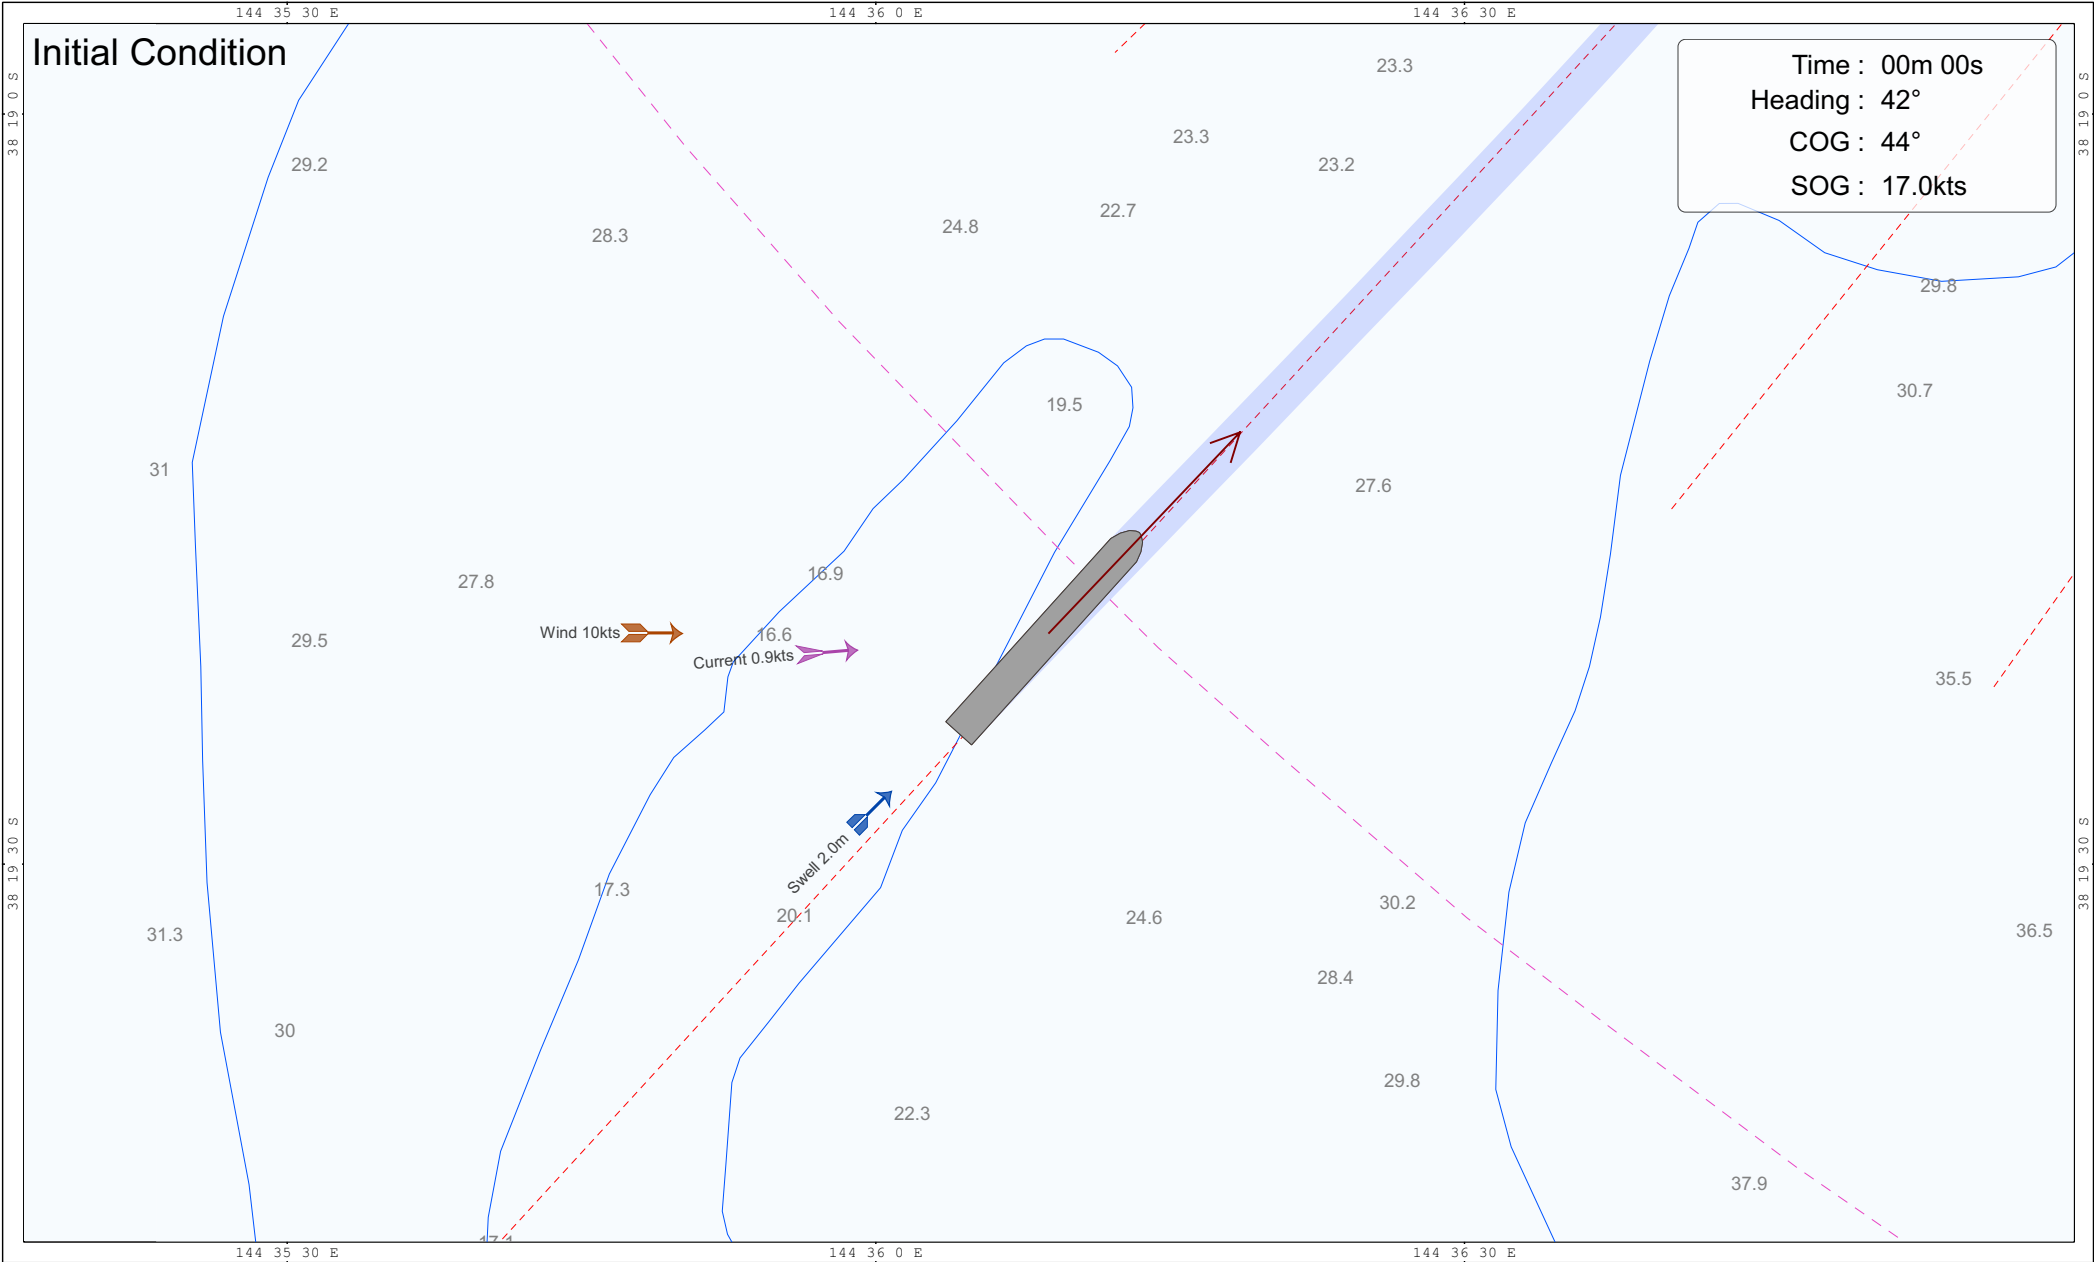 144 35 30 E
144 36 0 E
144 36 30 E
Initial Condition
Time : 00m 00s
Heading : 42°
COG : 44°
SOG : 17.0kts
38 19 0 S
38 19 0 S
23.3
23.3
29.2
23.2
22.7
24.8
28.3
29.8
30.7
19.5
31
27.6
16.9
27.8
Wind 10kts
16.6
29.5
Current 0.9kts
35.5
Swell 2.0m
38 19 30 S
38 19 30 S
17.3
30.2
20.1
24.6
31.3
36.5
28.4
30
29.8
22.3
37.9
17.1
144 35 30 E
144 36 0 E
144 36 30 E